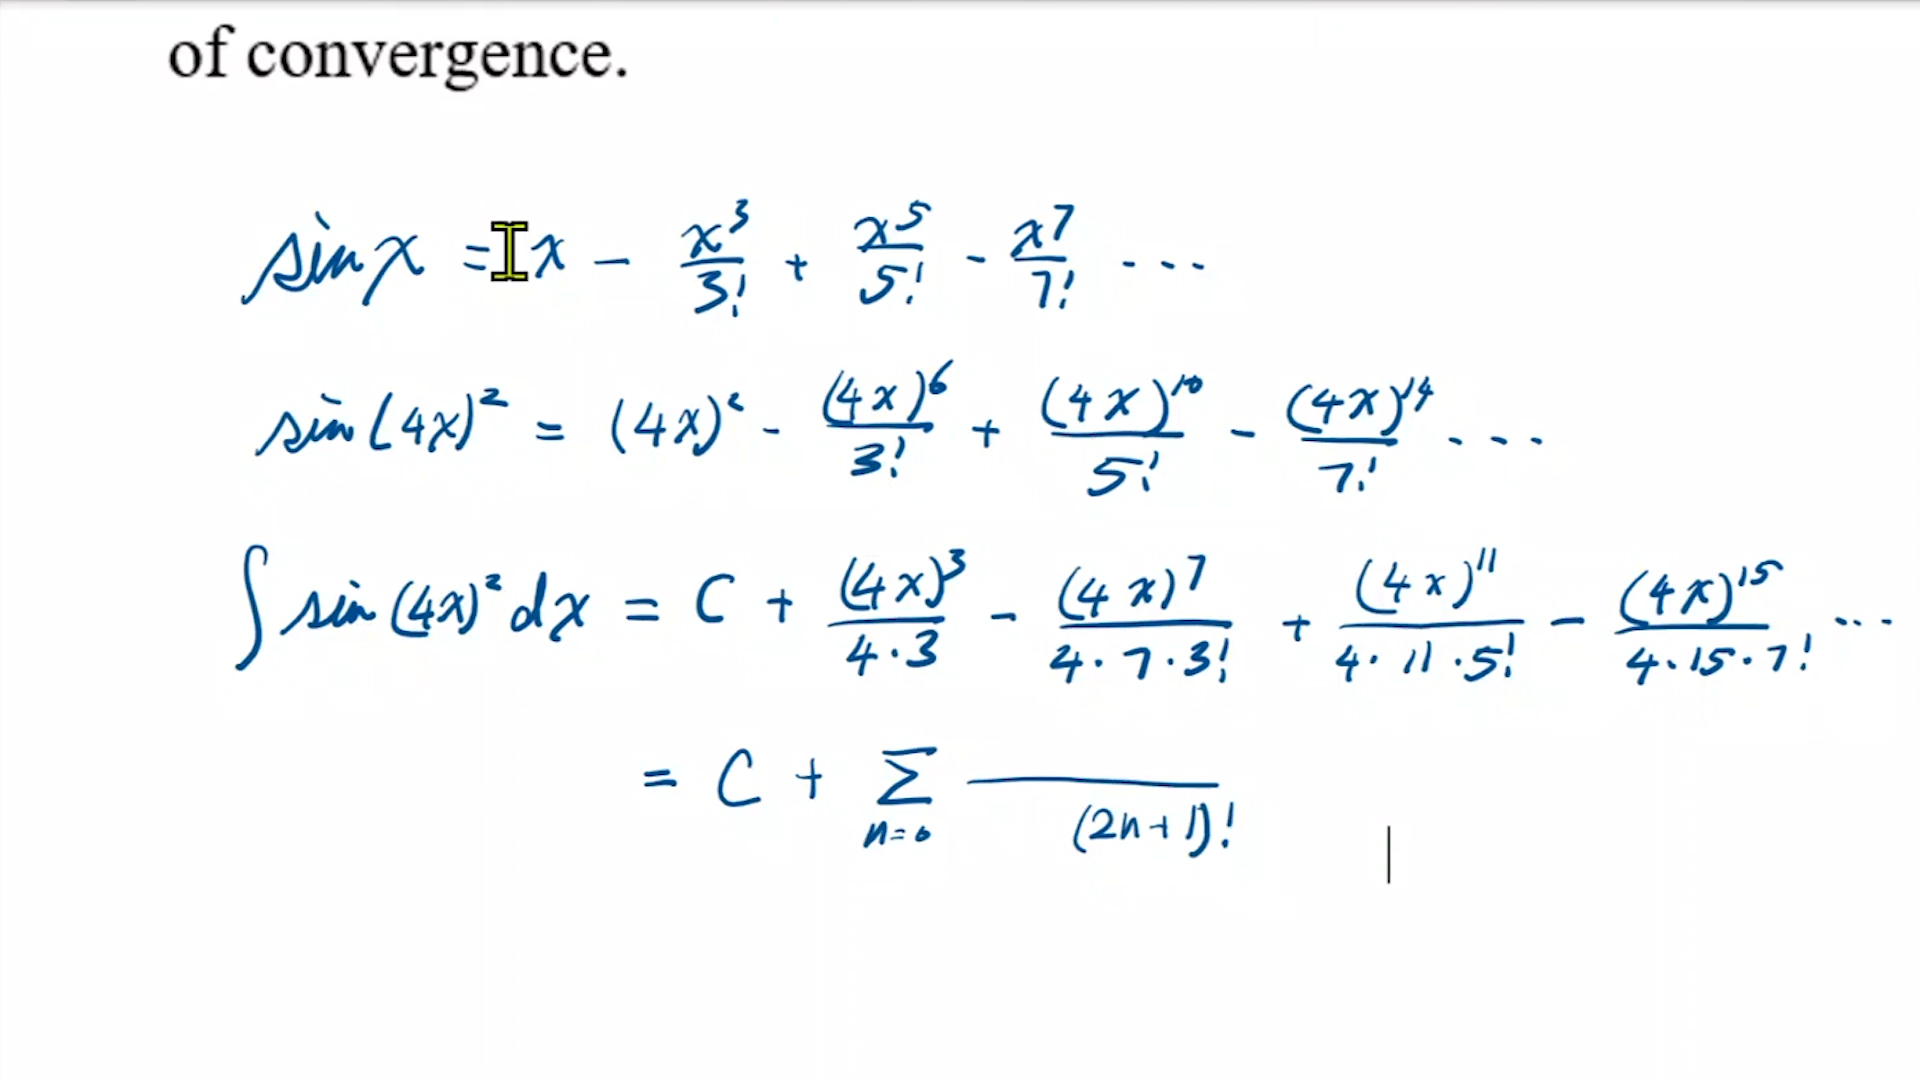 of convergence.
sin x = x - x³/3! + x⁵/5! - x⁷/7! ...
sin (4x)² = (4x)² - (4x)⁶/3! + (4x)¹⁰/5! - (4x)¹⁴/7! ...
∫ sin (4x)² dx = C + (4x)³/4·3 - (4x)⁷/4·7·3! + (4x)¹¹/4·11·5! - (4x)¹⁵/4·15·7! ...
= C + Σ n=0 /(2n+1)!